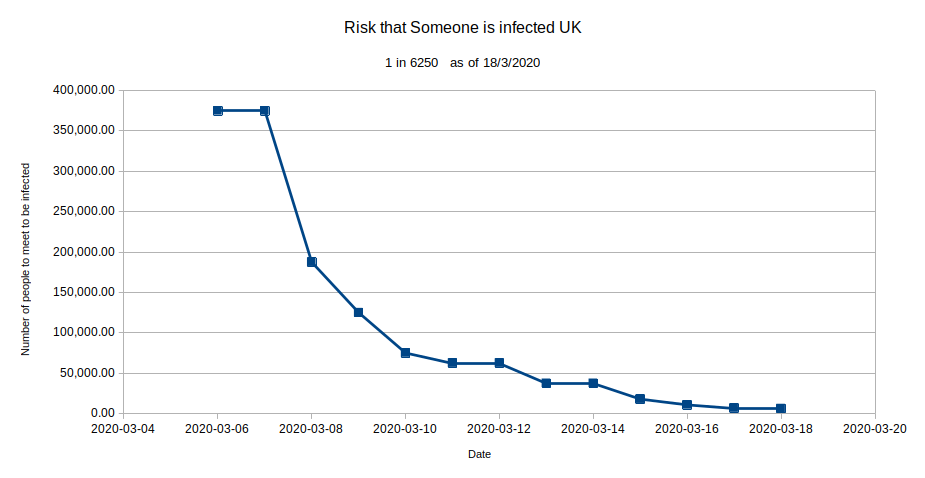 Risk that Someone is infected UK
1 in 6250 as of 18/3/2020
400,000.00
350,000.00
300,000.00
250,000.00
200,000.00
150,000.00
100,000.00
50,000.00
0.00
Number of people to meet to be infected
2020-03-04 2020-03-06 2020-03-08 2020-03-10 2020-03-12 2020-03-14 2020-03-16 2020-03-18 2020-03-20
Date